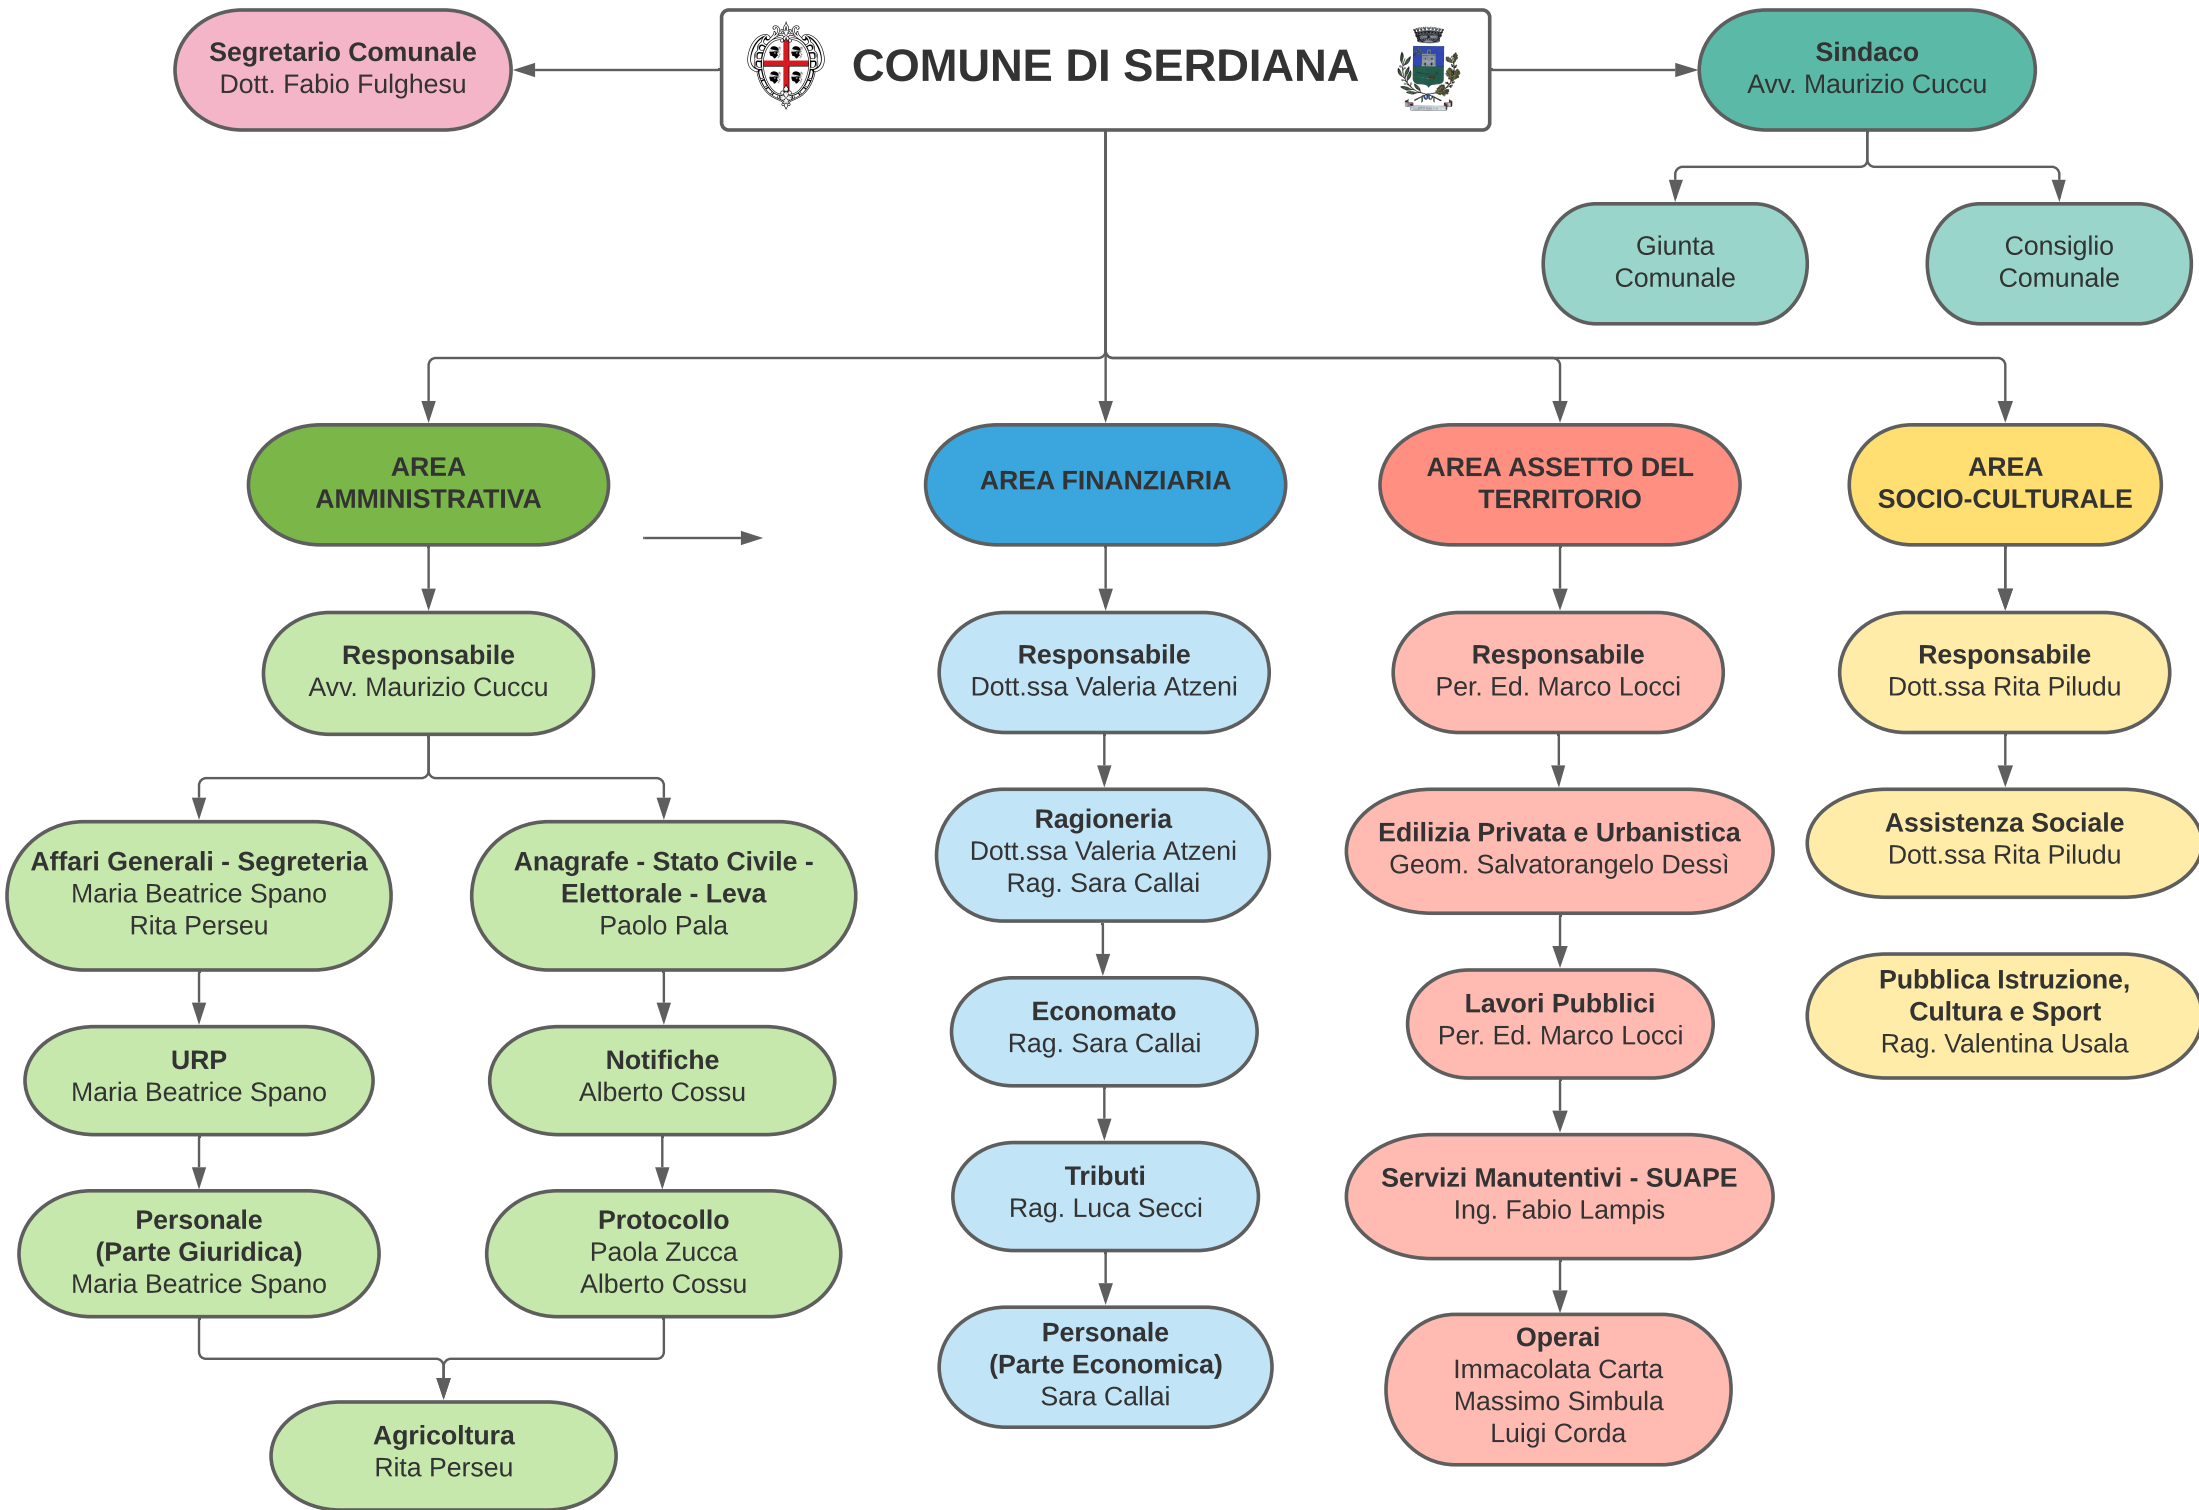 Segretario Comunale
Dott. Fabio Fulghesu
COMUNE DI SERDIANA
Sindaco
Avv. Maurizio Cuccu
Giunta
Comunale
Consiglio
Comunale
AREA
AMMINISTRATIVA
Responsabile
Avv. Maurizio Cuccu
Affari Generali - Segreteria
Maria Beatrice Spano
Rita Perseu
URP
Maria Beatrice Spano
Personale
(Parte Giuridica)
Maria Beatrice Spano
Anagrafe - Stato Civile -
Elettorale - Leva
Paolo Pala
Notifiche
Alberto Cossu
Protocollo
Paola Zucca
Alberto Cossu
Agricoltura
Rita Perseu
AREA FINANZIARIA
Responsabile
Dott.ssa Valeria Atzeni
Ragioneria
Dott.ssa Valeria Atzeni
Rag. Sara Callai
Economato
Rag. Sara Callai
Tributi
Rag. Luca Secci
Personale
(Parte Economica)
Sara Callai
AREA ASSETTO DEL
TERRITORIO
Responsabile
Per. Ed. Marco Locci
Edilizia Privata e Urbanistica
Geom. Salvatorangelo Dessì
Lavori Pubblici
Per. Ed. Marco Locci
Servizi Manutentivi - SUAPE
Ing. Fabio Lampis
Operai
Immacolata Carta
Massimo Simbula
Luigi Corda
AREA
SOCIO-CULTURALE
Responsabile
Dott.ssa Rita Piludu
Assistenza Sociale
Dott.ssa Rita Piludu
Pubblica Istruzione,
Cultura e Sport
Rag. Valentina Usala